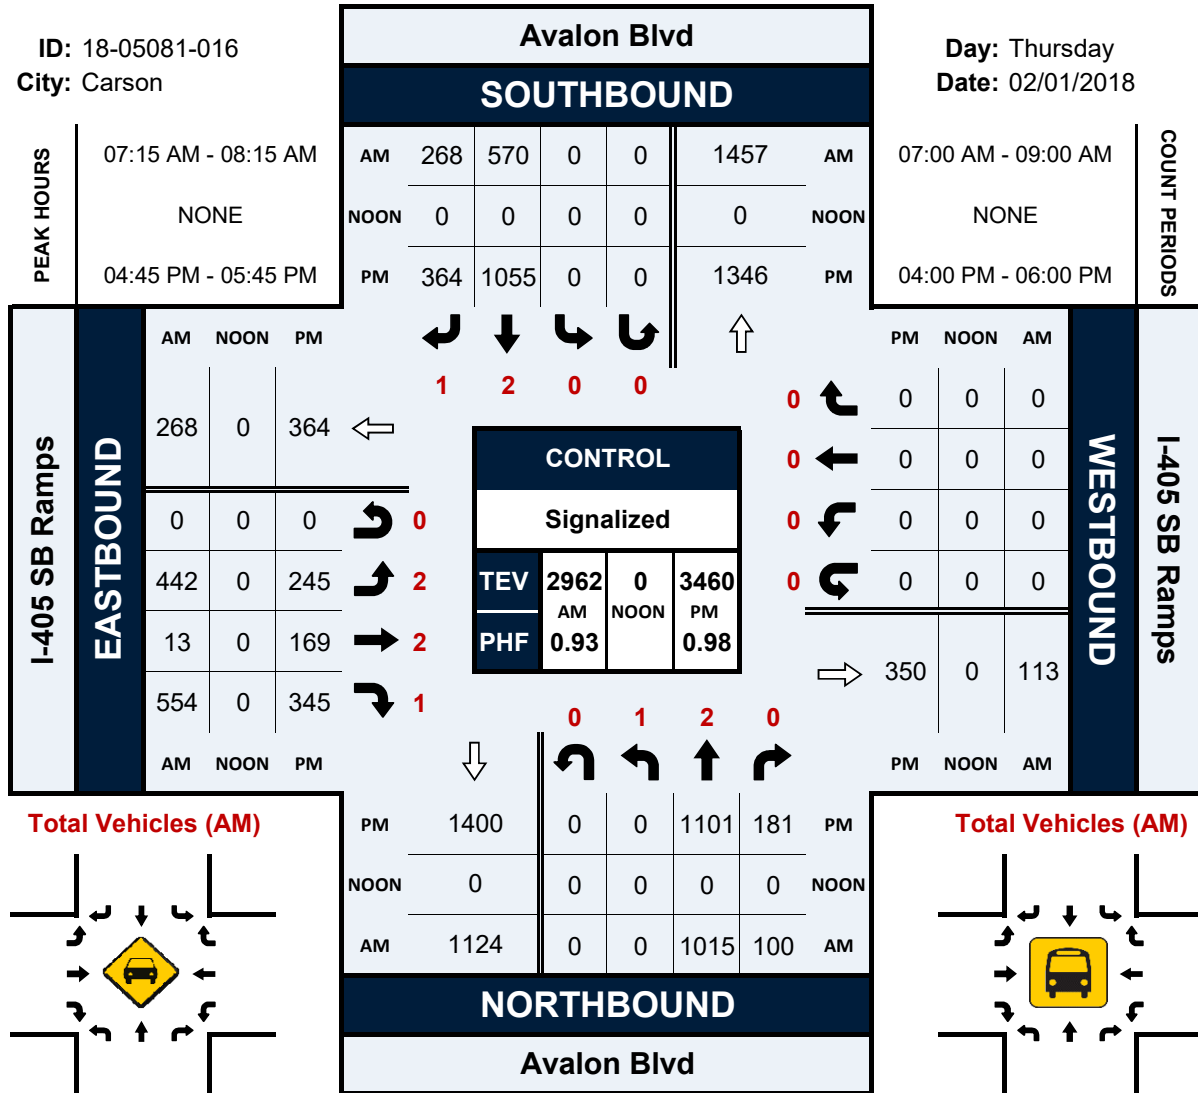 Avalon Blvd
ID: 18-05081-016
City: Carson
Day: Thursday
Date: 02/01/2018
SOUTHBOUND
PEAK HOURS
07:15 AM - 08:15 AM
NONE
04:45 PM - 05:45 PM
AM 268 570 0 0 1457 AM
NOON 0 0 0 0 0 NOON
PM 364 1055 0 0 1346 PM
07:00 AM - 09:00 AM
NONE
04:00 PM - 06:00 PM
COUNT PERIODS
1 2 0 0
I-405 SB Ramps
EASTBOUND
AM NOON PM
268 0 364
0 0 0 0
442 0 245 2
13 0 169 2
554 0 345 1
AM NOON PM
CONTROL
Signalized
TEV 2962 0 3460
AM NOON PM
PHF 0.93 0.98
PM NOON AM
0 0 0 0
0 0 0 0
0 0 0 0
0 0 0 0
350 0 113
PM NOON AM
WESTBOUND
I-405 SB Ramps
0 1 2 0
PM 1400 0 0 1101 181 PM
NOON 0 0 0 0 0 NOON
AM 1124 0 0 1015 100 AM
NORTHBOUND
Avalon Blvd
Total Vehicles (AM)
Total Vehicles (AM)